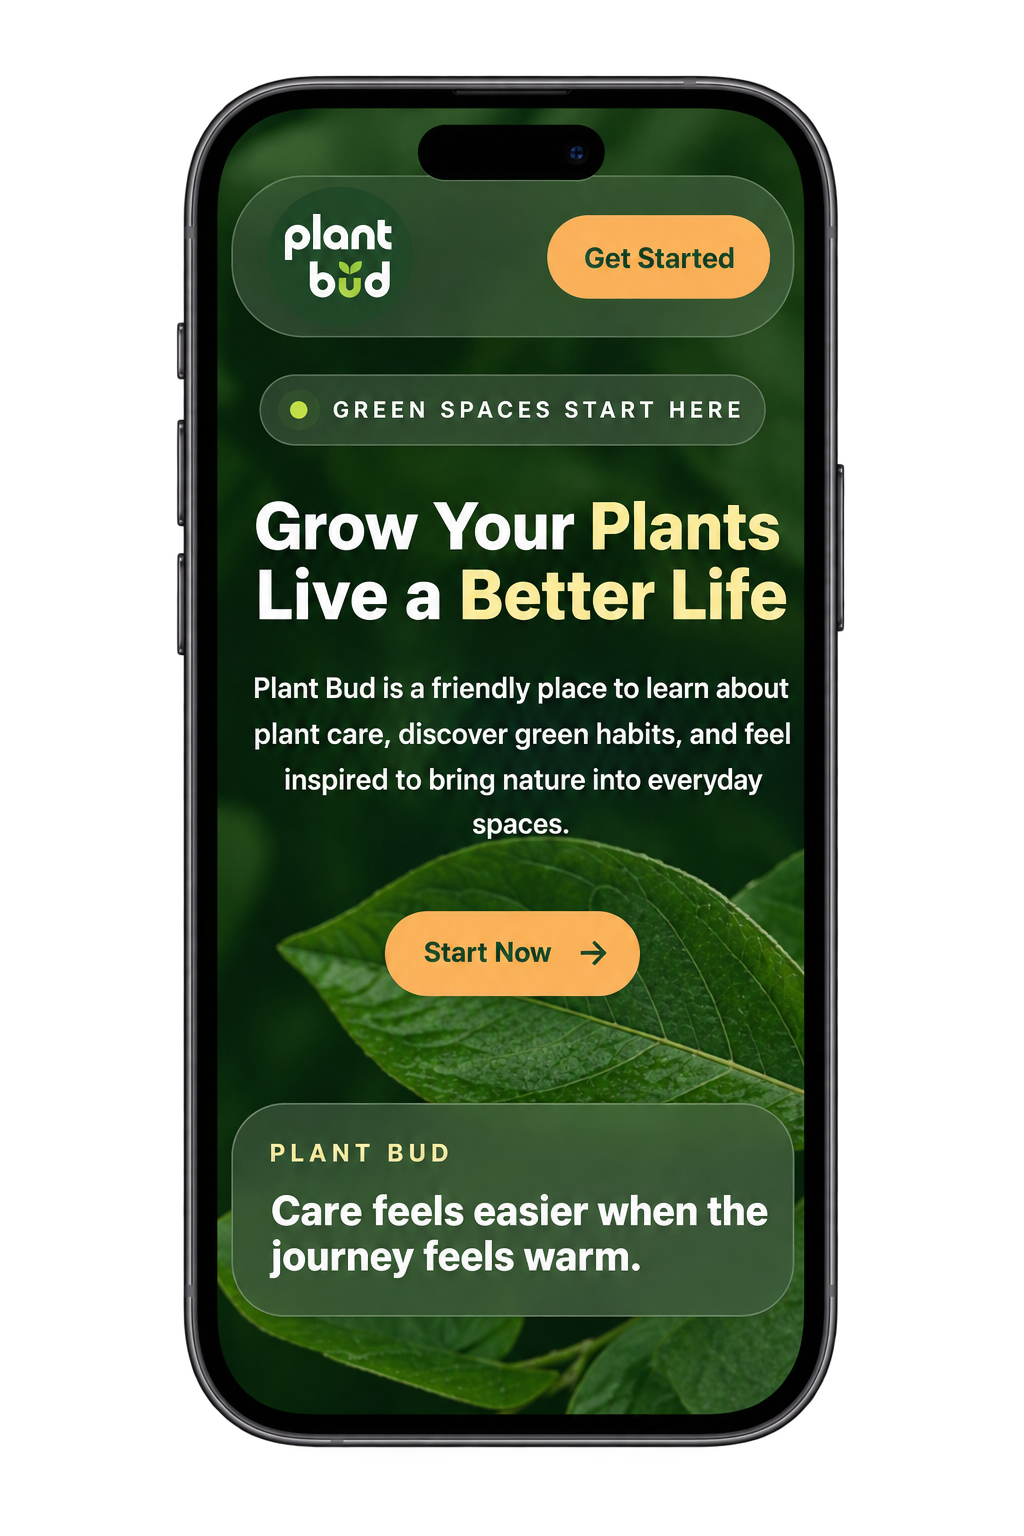 plant
bud
Get Started
GREEN SPACES START HERE
Grow Your Plants
Live a Better Life
Plant Bud is a friendly place to learn about
plant care, discover green habits, and feel
inspired to bring nature into everyday
spaces.
Start Now →
PLANT BUD
Care feels easier when the
journey feels warm.